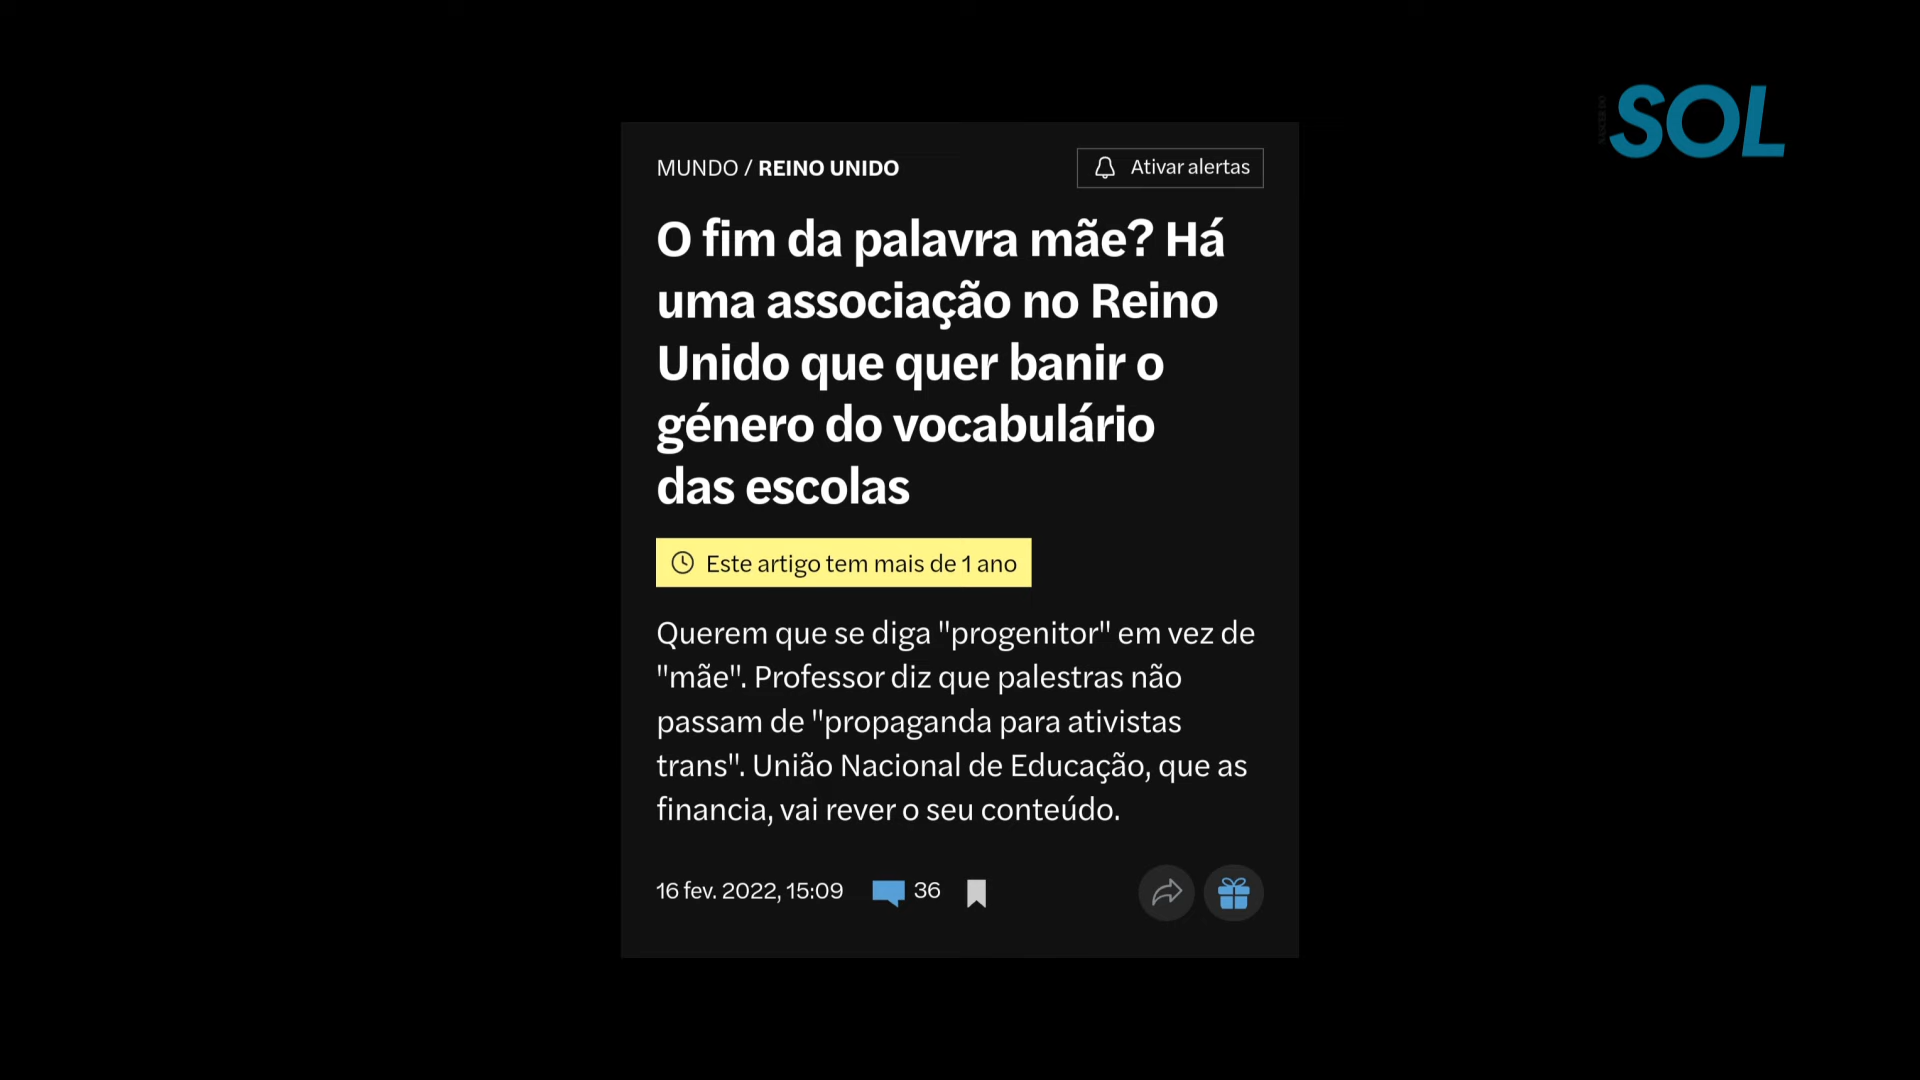 NASCER DO
SOL
MUNDO / REINO UNIDO
Ativar alertas
O fim da palavra mãe? Há
uma associação no Reino
Unido que quer banir o
género do vocabulário
das escolas
Este artigo tem mais de 1 ano
Querem que se diga "progenitor" em vez de
"mãe". Professor diz que palestras não
passam de "propaganda para ativistas
trans". União Nacional de Educação, que as
financia, vai rever o seu conteúdo.
16 fev. 2022, 15:09
36